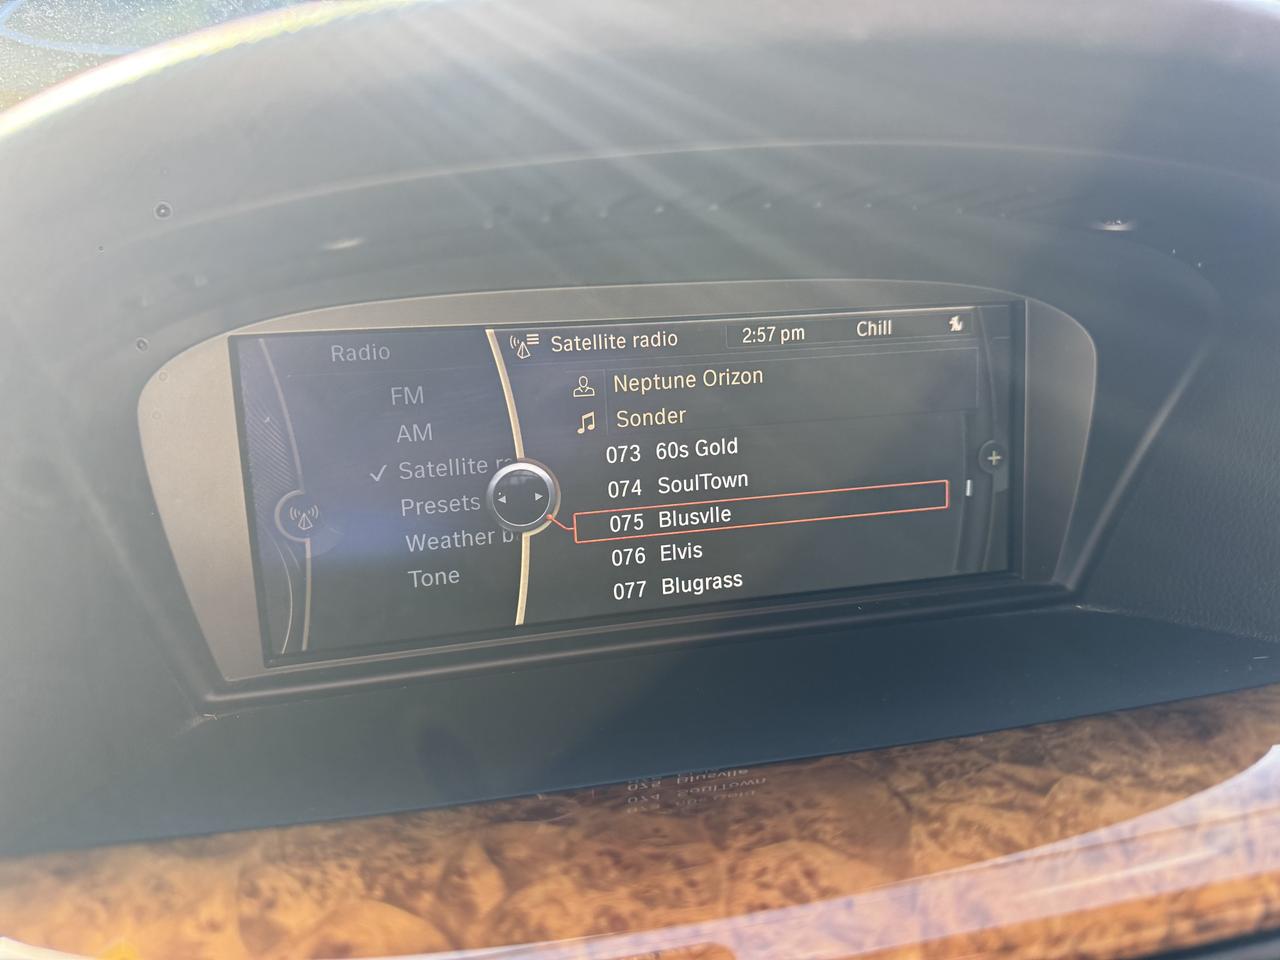 Radio
FM
AM
Satellite
Presets
Weather
Tone
Satellite radio 2:57 pm Chill
Neptune Orizon
Sonder
073 60s Gold
074 SoulTown
075 Blusvlle
076 Elvis
077 Blugrass